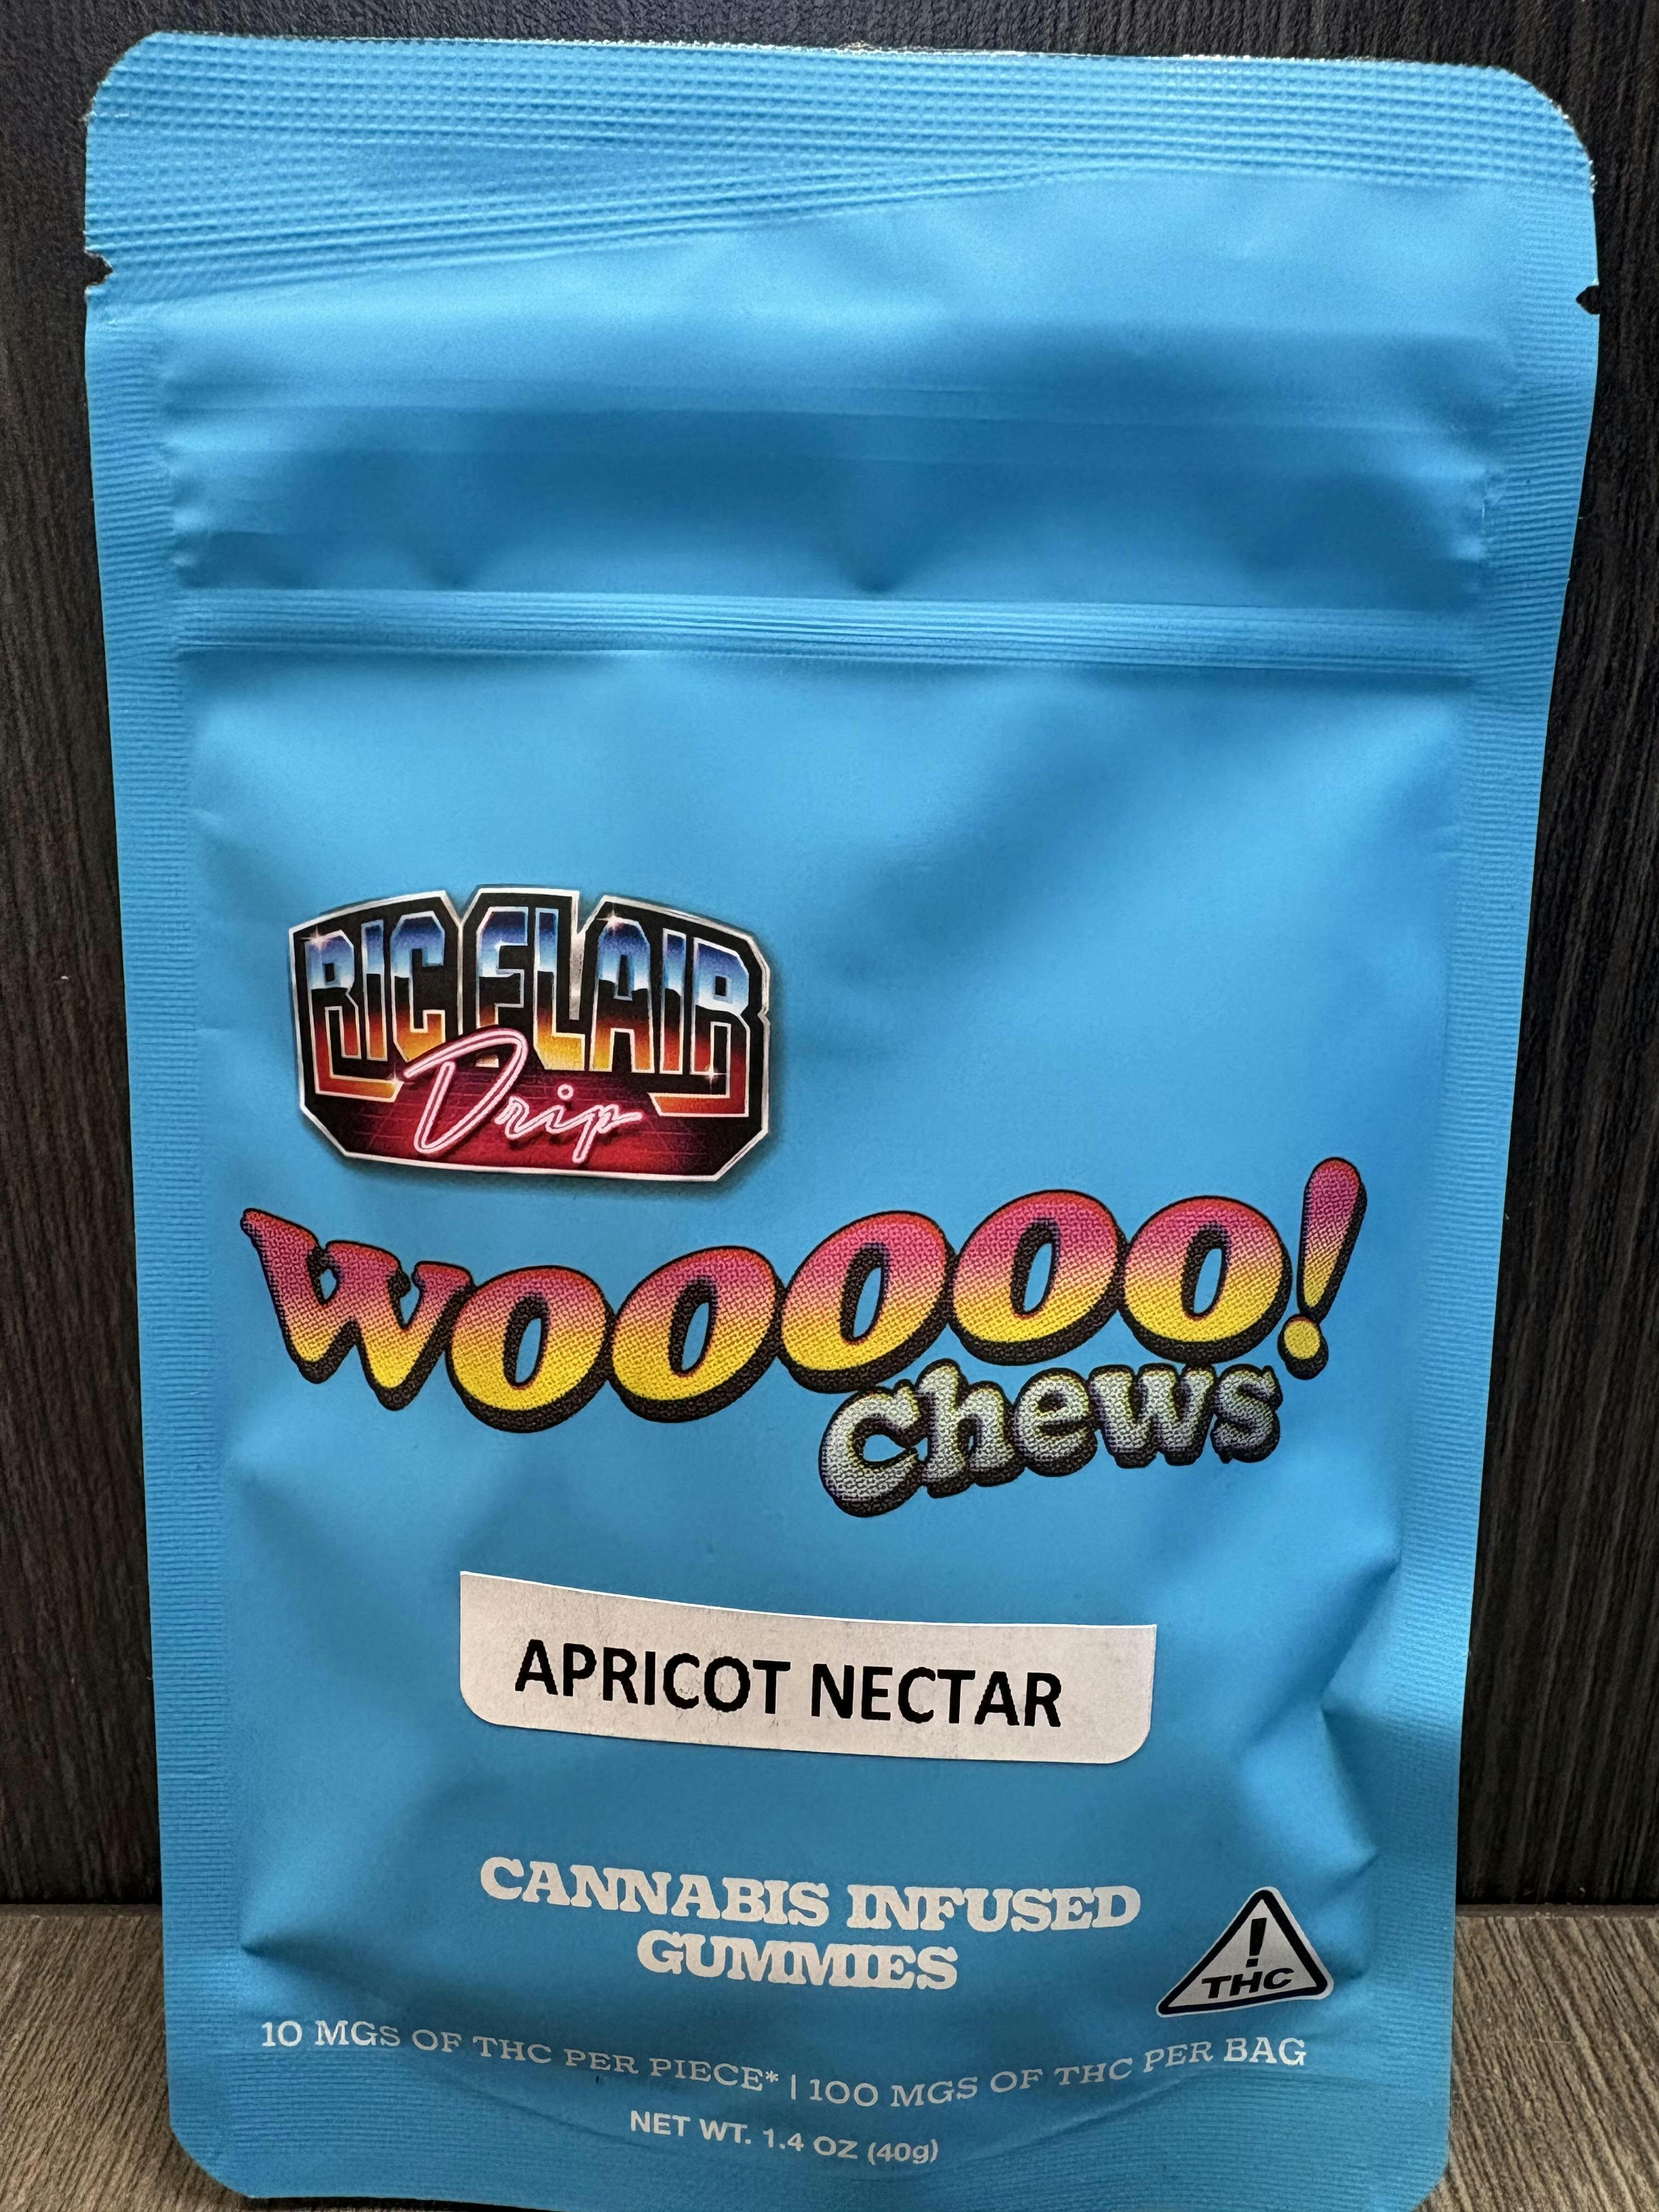 RIC FLAIR
Drip
WOOOOO!
chews
APRICOT NECTAR
CANNABIS INFUSED
GUMMIES
!
THC
10 MGS OF THC PER PIECE* | 100 MGS OF THC PER BAG
NET WT. 1.4 OZ (40g)